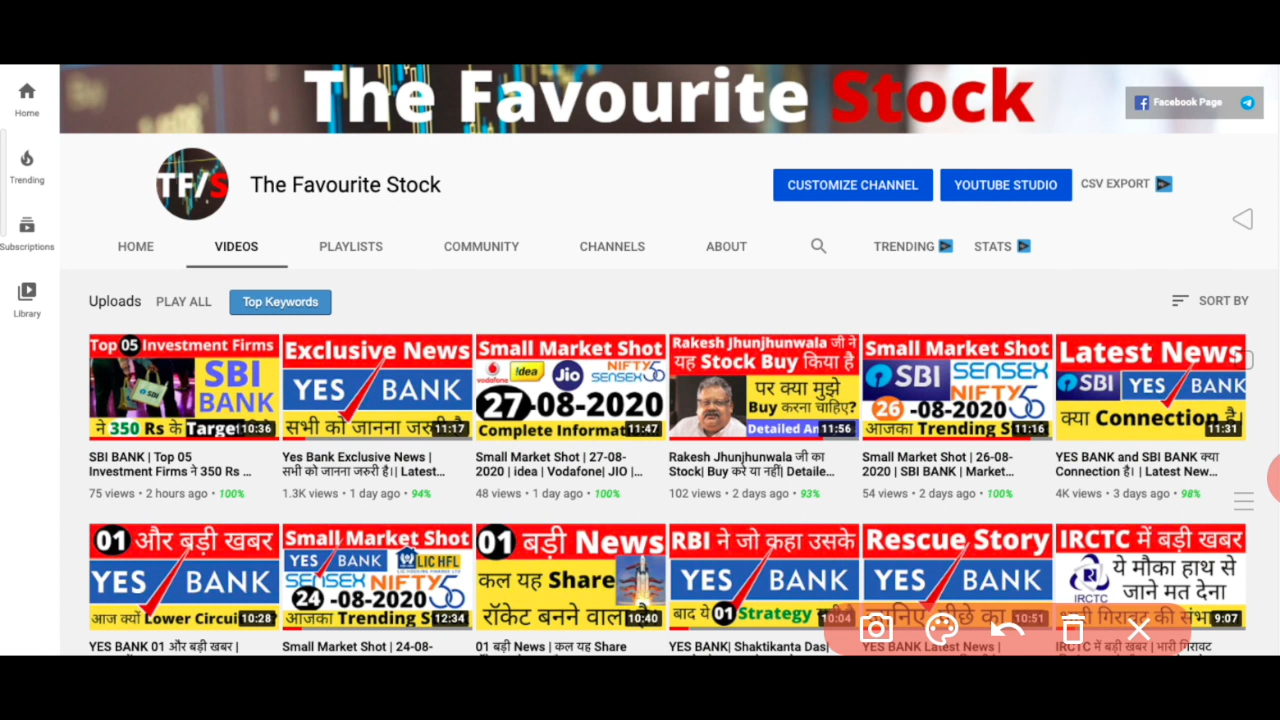 The Favourite Stock
Facebook Page
Home
Trending
Subscriptions
Library
TF/S
The Favourite Stock
CUSTOMIZE CHANNEL
YOUTUBE STUDIO
CSV EXPORT
HOME
VIDEOS
PLAYLISTS
COMMUNITY
CHANNELS
ABOUT
TRENDING
STATS
Uploads
PLAY ALL
Top Keywords
SORT BY
Top 05 Investment Firms
SBI
BANK
ने 350 Rs के Target
10:36
SBI BANK | Top 05
Investment Firms ने 350 Rs ...
75 views • 2 hours ago • 100%
Exclusive News
YES BANK
सभी को जानना
11:17
Yes Bank Exclusive News |
सभी को जानना जरुरी है।| Latest...
1.3K views • 1 day ago • 94%
Small Market Shot
vodafone
!dea
Jio
NIFTY
SENSEX 50
27-08-2020
Complete Informat
11:47
Small Market Shot | 27-08-
2020 | idea | Vodafone| JIO |...
48 views • 1 day ago • 100%
Rakesh Jhunjhunwala जी ने
यह Stock Buy किया है
पर क्या मुझे
Buy करना चाहिए?
Detailed An
11:56
Rakesh Jhunjhunwala जी का
Stock| Buy करे या नहीं| Detaile...
102 views • 2 days ago • 93%
Small Market Shot
SBI
SENSEX
NIFTY 50
26 -08-2020
आजका Trending S
11:16
Small Market Shot | 26-08-
2020 | SBI BANK | Market...
54 views • 2 days ago • 100%
Latest News
SBI YES BANK
क्या Connection है।
11:31
YES BANK and SBI BANK क्या
Connection है। | Latest New...
4K views • 3 days ago • 98%
01 और बड़ी खबर
YES BANK
आज क्यों Lower Circui
10:28
YES BANK 01 और बड़ी खबर |
Small Market Shot
YES BANK
LIC HFL
SENSEX NIFTY 50
24 -08-2020
आजका Trending S
12:34
Small Market Shot | 24-08-
01 बड़ी News
कल यह Share
रॉकेट बनने वाला
10:40
01 बड़ी News | कल यह Share
RBI ने जो कहा उसके
YES BANK
बाद ये 01 Strategy
10:04
YES BANK| Shaktikanta Das|
Rescue Story
YES BANK
10:51
YES BANK Latest News |
IRCTC में बड़ी खबर
IRCTC
ये मौका हाथ से
जाने मत देना
9:07
IRCTC में बड़ी खबर | भारी गिरावट